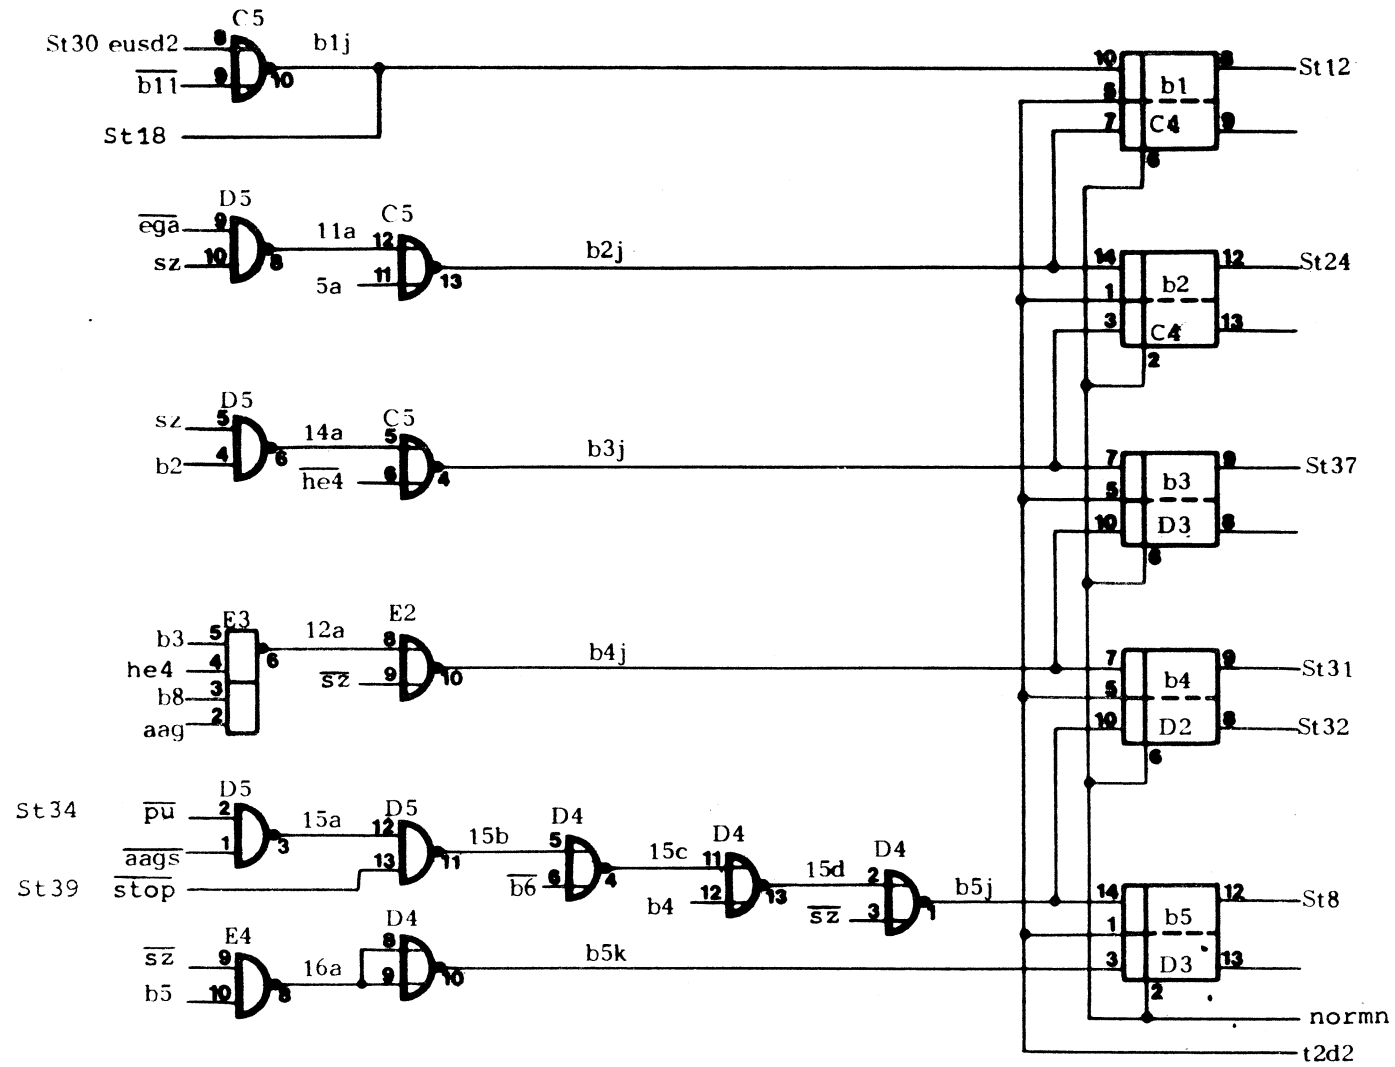 C5
8
St30 eusd2
b1j
9
b11
10
St18
10
8
St12
b1
5
7
C4
9
6
D5
9
ega
11a
C5
12
10
sz
8
11
5a
13
b2j
14
12
St24
b2
1
3
C4
13
2
D5
5
sz
14a
C5
5
4
b2
6
6
he4
4
b3j
7
9
St37
b3
5
10
D3
8
6
E3
5
b3
12a
E2
8
4
he4
6
9
sz
10
3
b8
2
aag
b4j
7
9
St31
b4
5
10
D2
8
St32
6
D5
St34
2
pu
15a
D5
12
1
aags
3
13
St39
stop
11
15b
D4
5
6
b6
4
15c
D4
11
12
b4
13
15d
D4
2
3
sz
1
b5j
14
12
St8
b5
1
3
D3
13
2
E4
sz
9
16a
D4
8
9
b5
10
8
10
b5k
normn
t2d2